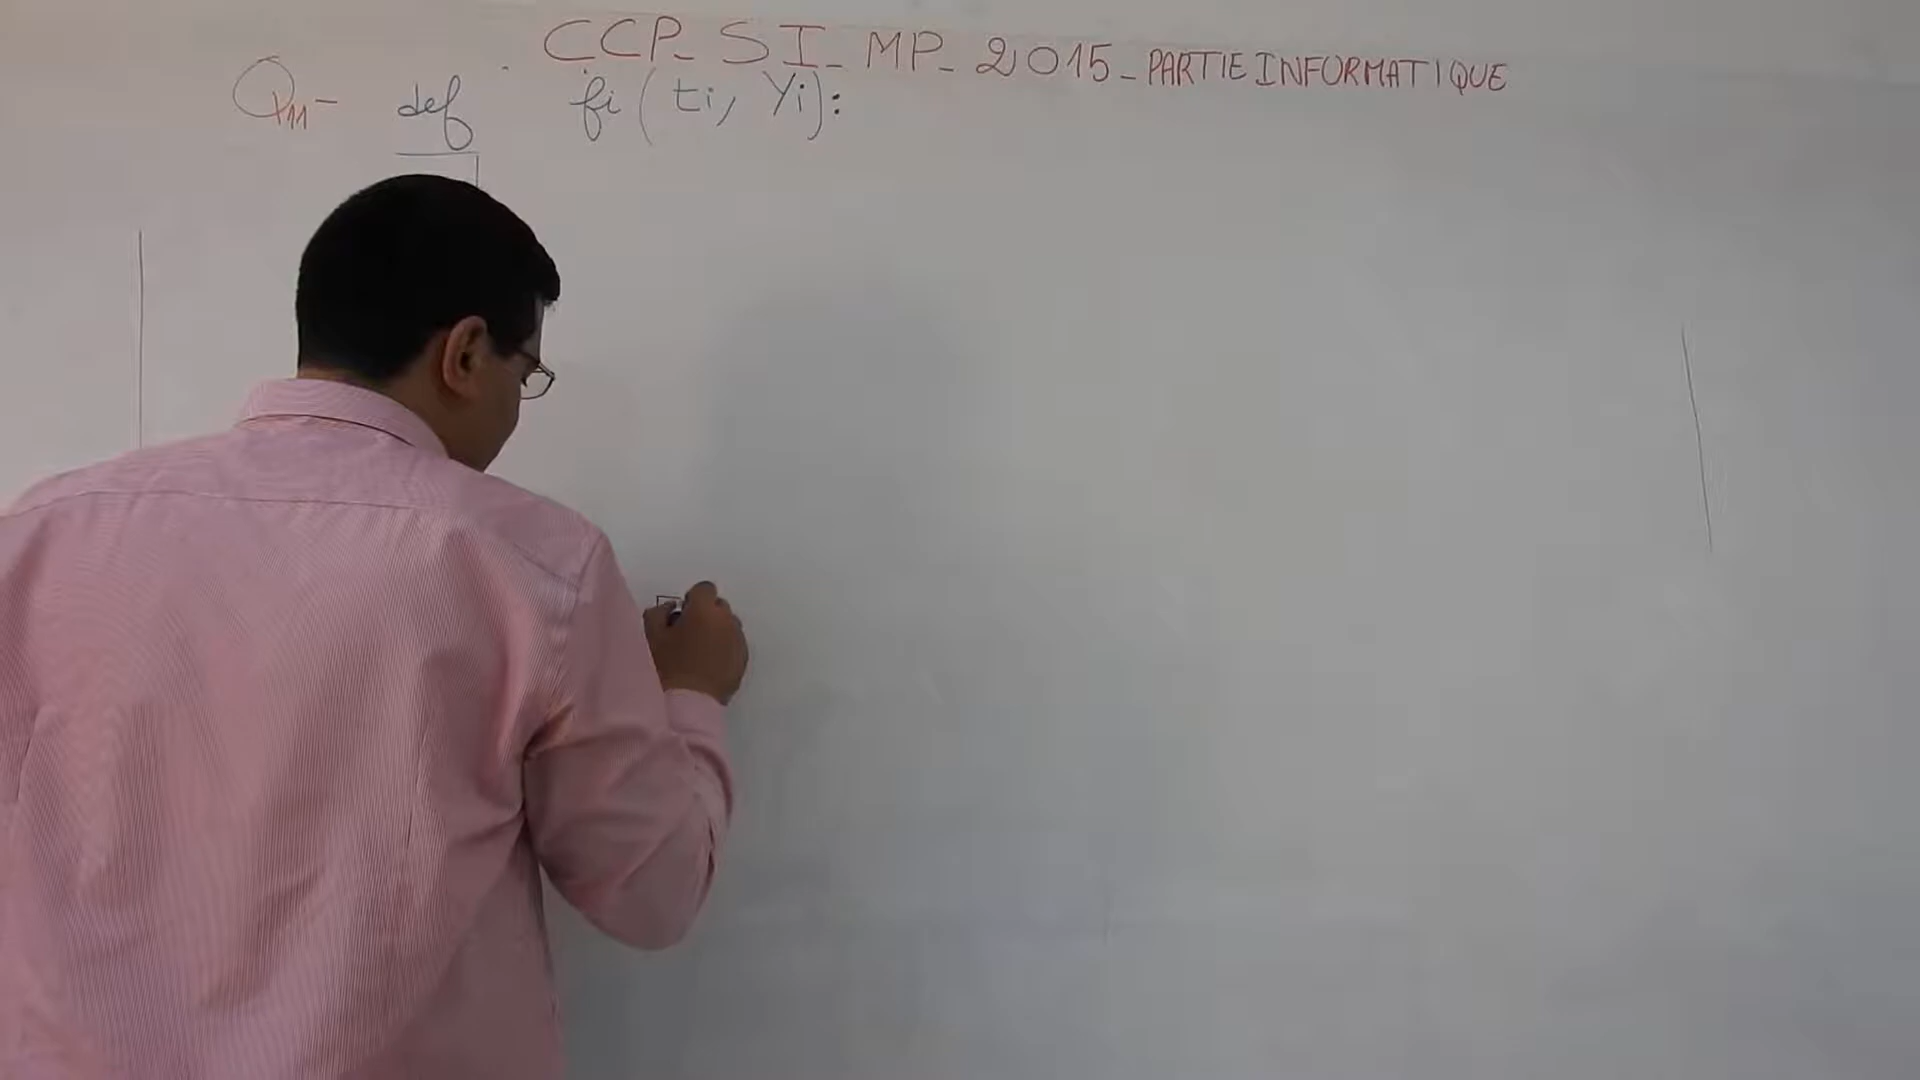 CCP_SI_MP_2015_PARTIE INFORMATIQUE
Q11- def fi(ti, Yi):